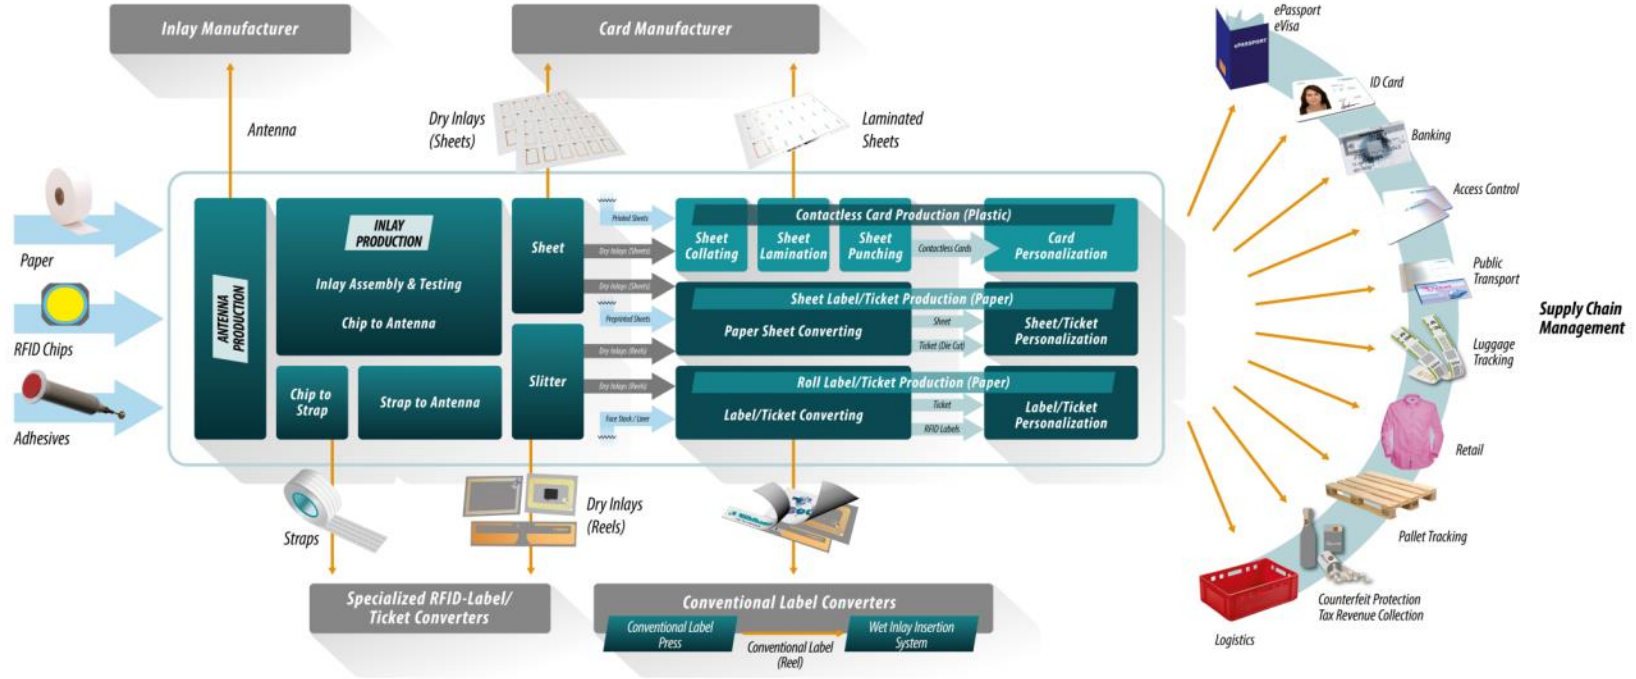 Inlay Manufacturer
Card Manufacturer
ePassport
eVisa
ePASSPORT
ID Card
Banking
Access Control
Public
Transport
Luggage
Tracking
Retail
Pallet Tracking
Counterfeit Protection
Tax Revenue Collection
Logistics
Supply Chain
Management
Antenna
Dry Inlays
(Sheets)
Laminated
Sheets
Paper
RFID Chips
Adhesives
ANTENNA
PRODUCTION
INLAY
PRODUCTION
Inlay Assembly & Testing
Chip to Antenna
Chip to
Strap
Strap to Antenna
Sheet
Slitter
Printed Sheets
Dry Inlays (Sheets)
Dry Inlays (Sheets)
Preprinted Sheets
Dry Inlays (Reels)
Dry Inlays (Reels)
Face Stock / Liner
Contactless Card Production (Plastic)
Sheet
Collating
Sheet
Lamination
Sheet
Punching
Contactless Cards
Card
Personalization
Sheet Label/Ticket Production (Paper)
Paper Sheet Converting
Sheet
Ticket (Die Cut)
Sheet/Ticket
Personalization
Roll Label/Ticket Production (Paper)
Label/Ticket Converting
Ticket
RFID Labels
Label/Ticket
Personalization
Straps
Dry Inlays
(Reels)
Specialized RFID-Label/
Ticket Converters
Conventional Label Converters
Conventional Label
Press
Conventional Label
(Reel)
Wet Inlay Insertion
System